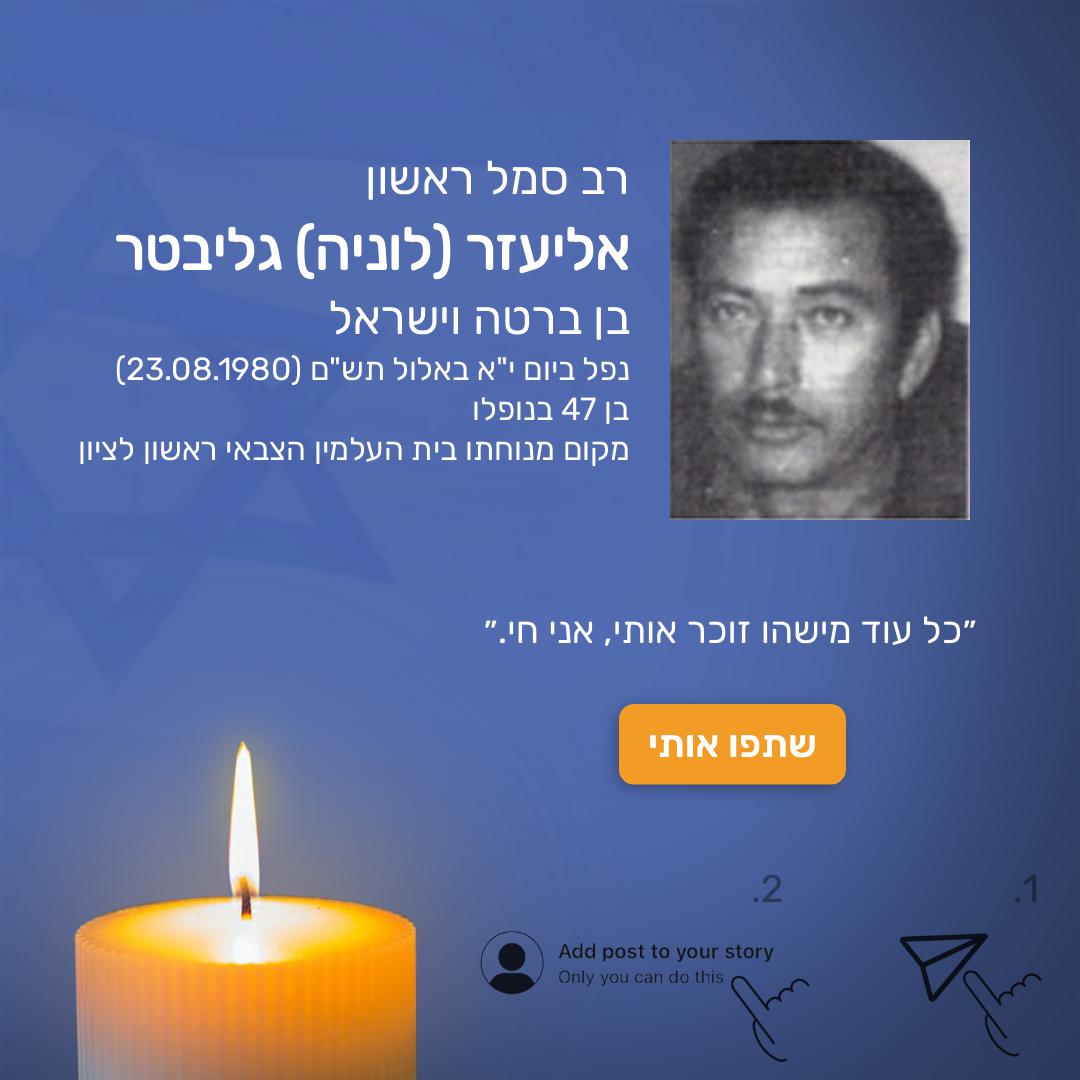 רב סמל ראשון
אליעזר (לוניה) גליבטר
בן ברטה וישראל
נפל ביום י"א באלול תש"ם (23.08.1980)
בן 47 בנופלו
מקום מנוחתו בית העלמין הצבאי ראשון לציון
״כל עוד מישהו זוכר אותי, אני חי.״
שתפו אותי
1.
2.
Add post to your story
Only you can do this